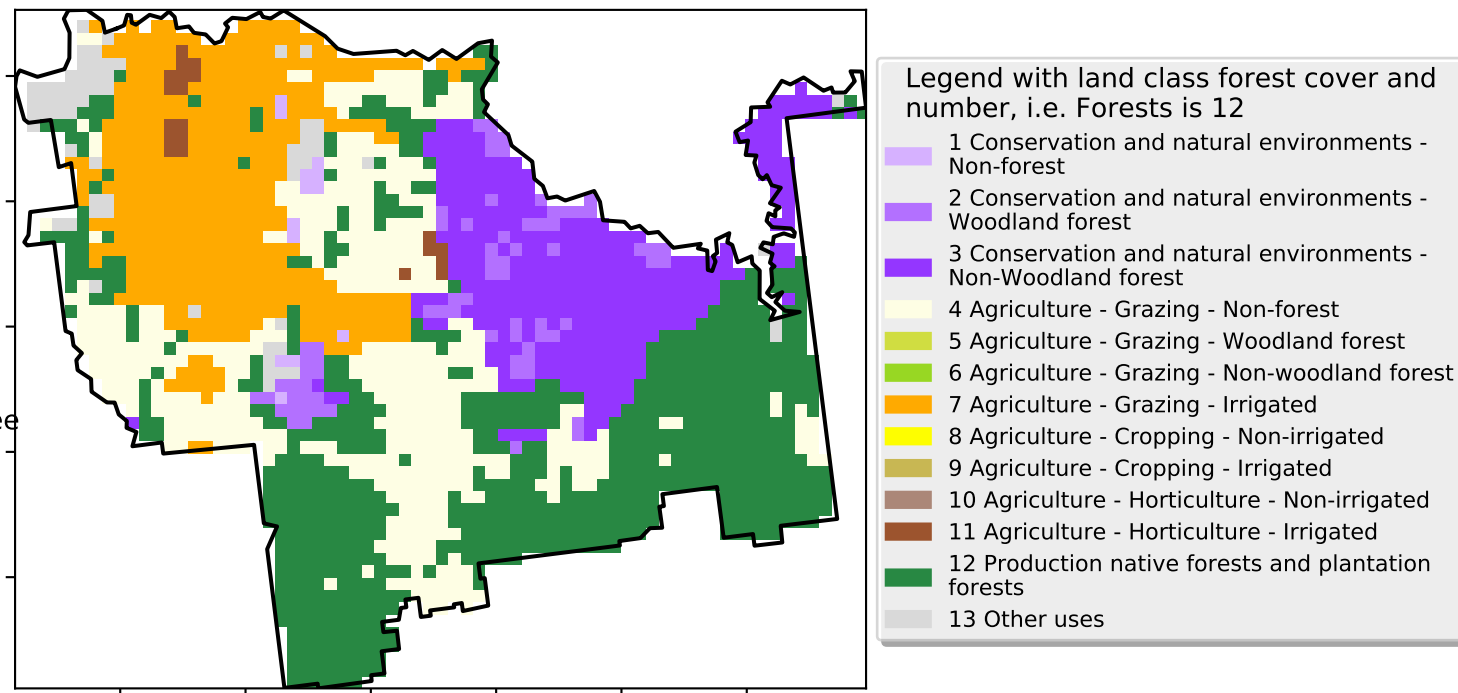 Legend with land class forest cover and
number, i.e. Forests is 12
1 Conservation and natural environments -
Non-forest
2 Conservation and natural environments -
Woodland forest
3 Conservation and natural environments -
Non-Woodland forest
4 Agriculture - Grazing - Non-forest
5 Agriculture - Grazing - Woodland forest
6 Agriculture - Grazing - Non-woodland forest
7 Agriculture - Grazing - Irrigated
8 Agriculture - Cropping - Non-irrigated
9 Agriculture - Cropping - Irrigated
10 Agriculture - Horticulture - Non-irrigated
11 Agriculture - Horticulture - Irrigated
12 Production native forests and plantation
forests
13 Other uses